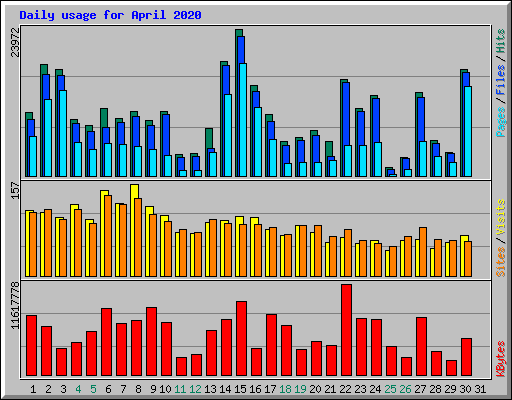 Daily usage for April 2020
23972
Pages / Files / Hits
157
Sites / Visits
11617778
KBytes
1 2 3 4 5 6 7 8 9 10 11 12 13 14 15 16 17 18 19 20 21 22 23 24 25 26 27 28 29 30 31